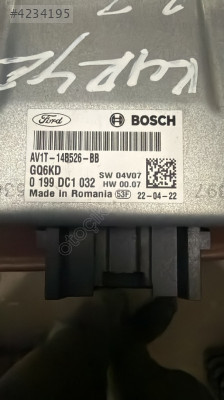 #4234195
Ford
BOSCH
AV1T-14B526-BB
GQ6KD
SW 04V07
0 199 DC1 032
HW 00.07
Made in Romania
S3F
22-04-22